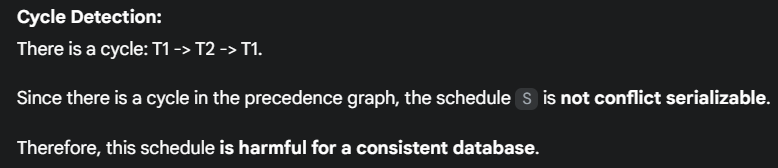 Cycle Detection:
There is a cycle: T1 -> T2 -> T1.
Since there is a cycle in the precedence graph, the schedule S is not conflict serializable.
Therefore, this schedule is harmful for a consistent database.